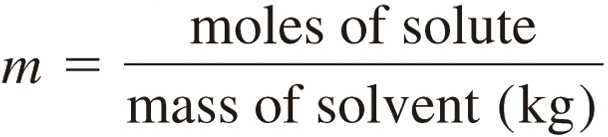 m = moles of solute
mass of solvent (kg)